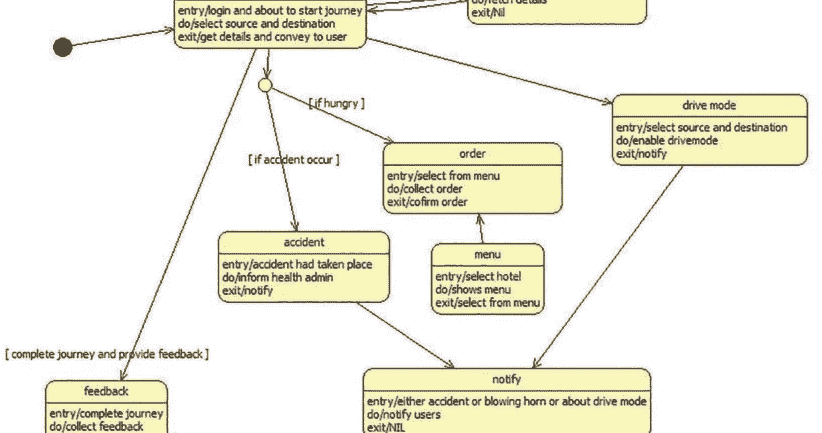 entry/login and about to start journey
do/select source and destination
exit/get details and convey to user
do/fetch details
exit/Nil
[ if hungry ]
drive mode
entry/select source and destination
do/enable drivemode
exit/notify
[ if accident occur ]
order
entry/select from menu
do/collect order
exit/cofirm order
accident
entry/accident had taken place
do/inform health admin
exit/notify
menu
entry/select hotel
do/shows menu
exit/select from menu
[ complete journey and provide feedback ]
feedback
entry/complete journey
do/collect feedback
notify
entry/either accident or blowing horn or about drive mode
do/notify users
exit/NIL